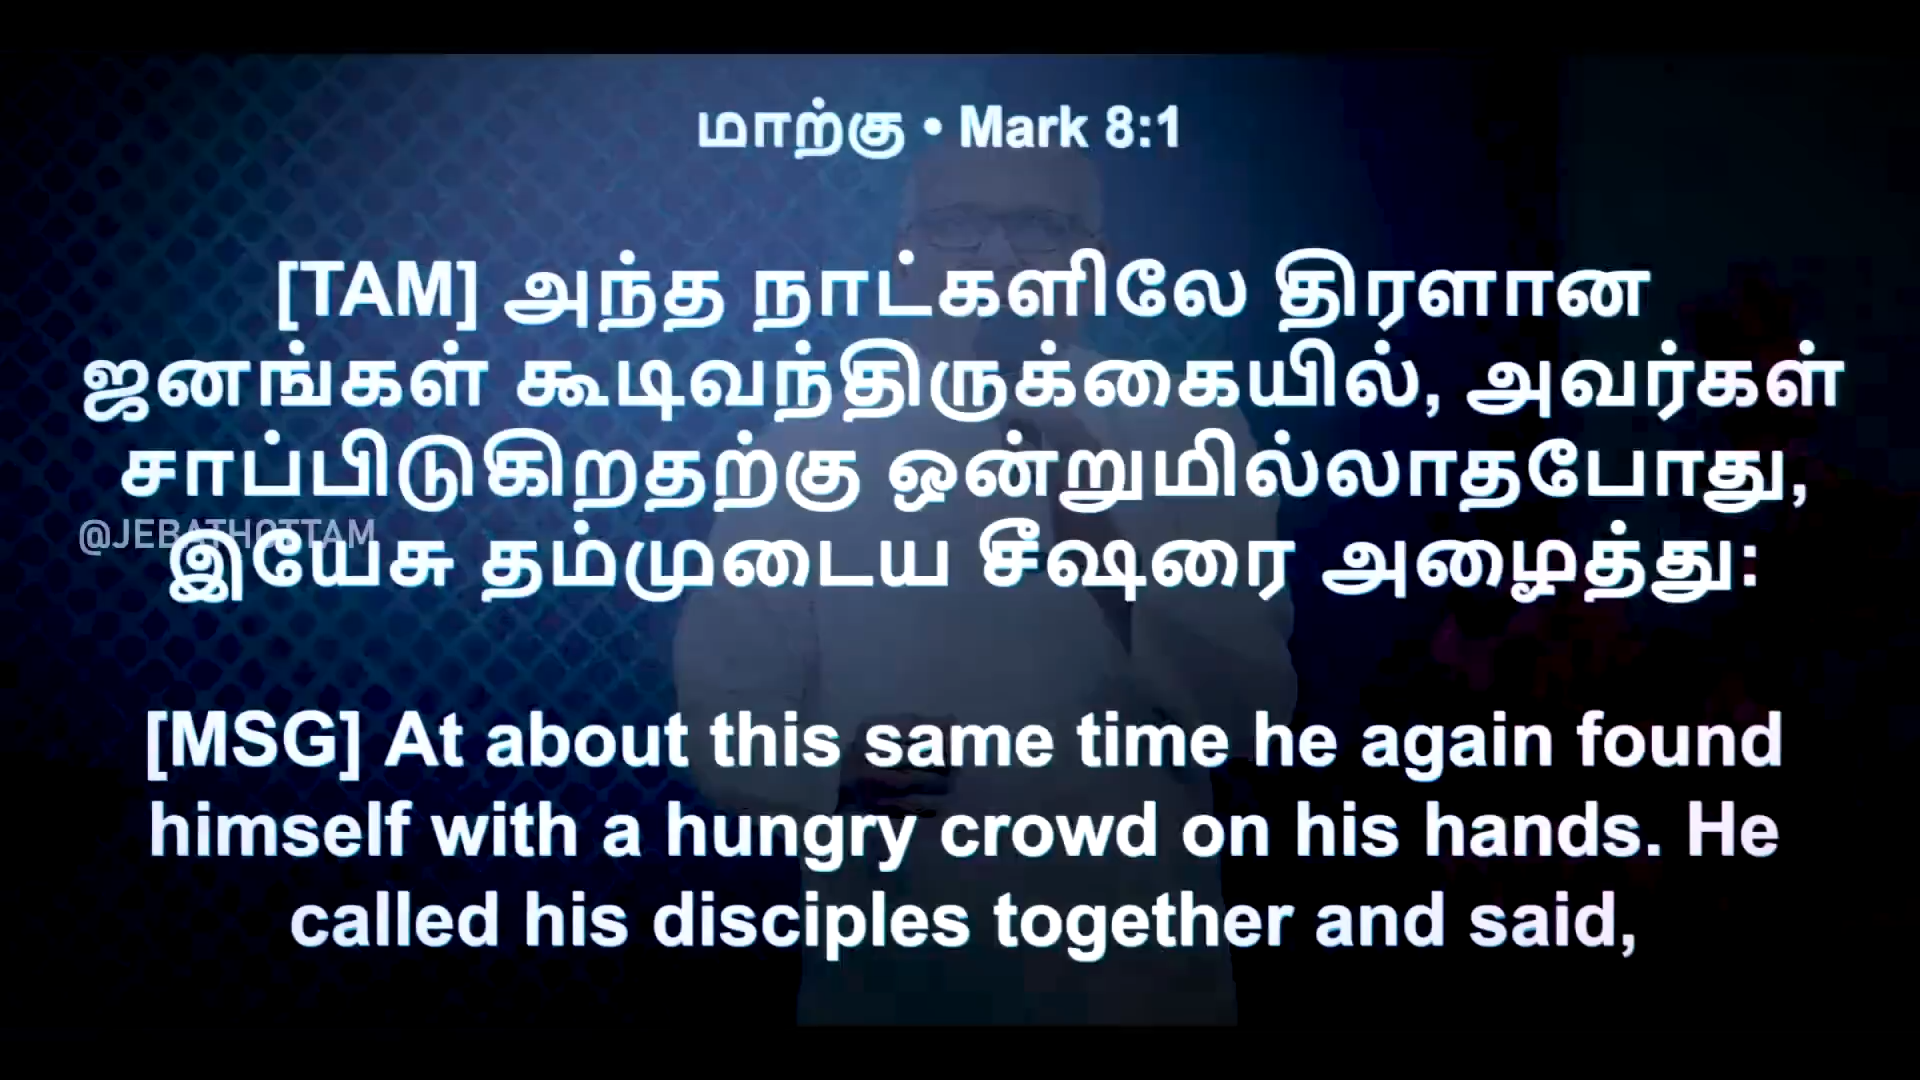 மாற்கு • Mark 8:1
[TAM] அந்த நாட்களிலே திரளான
ஜனங்கள் கூடிவந்திருக்கையில், அவர்கள்
சாப்பிடுகிறதற்கு ஒன்றுமில்லாதபோது,
@JEBATHOTTAM
இயேசு தம்முடைய சீஷரை அழைத்து:
[MSG] At about this same time he again found
himself with a hungry crowd on his hands. He
called his disciples together and said,